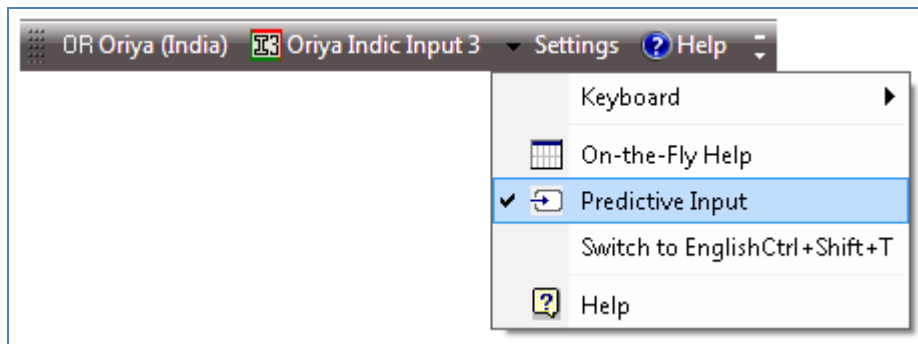 OR Oriya (India) Oriya Indic Input 3 Settings Help
Keyboard
On-the-Fly Help
Predictive Input
Switch to EnglishCtrl+Shift+T
Help